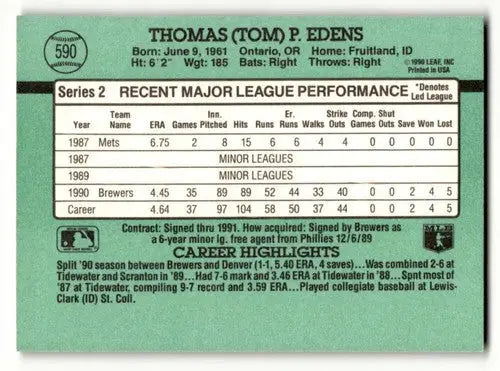 590
THOMAS (TOM) P. EDENS
Born: June 9, 1961 Ontario, OR Home: Fruitland, ID
Ht: 6'2" Wgt: 185 Bats: Right Throws: Right
©1990 LEAF, INC
Printed in USA
Series 2 RECENT MAJOR LEAGUE PERFORMANCE *Denotes Led League
Year Team Name ERA Games Inn. Pitched Hits Runs Er. Runs Walks Strike Outs Comp. Games Shut Outs Save Won Lost
1987 Mets 6.75 2 8 15 6 6 4 4 0 0 0 0 0
1987 MINOR LEAGUES
1989 MINOR LEAGUES
1990 Brewers 4.45 35 89 89 52 44 33 40 0 0 2 4 5
Career 4.64 37 97 104 58 50 37 44 0 0 2 4 5
Contract: Signed thru 1991. How acquired: Signed by Brewers as
a 6-year minor lg. free agent from Phillies 12/6/89
MLB
CAREER HIGHLIGHTS
Split '90 season between Brewers and Denver (1-1, 5.40 ERA, 4 saves)...Was combined 2-6 at
Tidewater and Scranton in '89...Had 7-6 mark and 3.46 ERA at Tidewater in '88...Spnt most
of '87 at Tidewater, compiling 9-7 record and 3.59 ERA...Played collegiate baseball at Lewis-
Clark (ID) St. Coll.